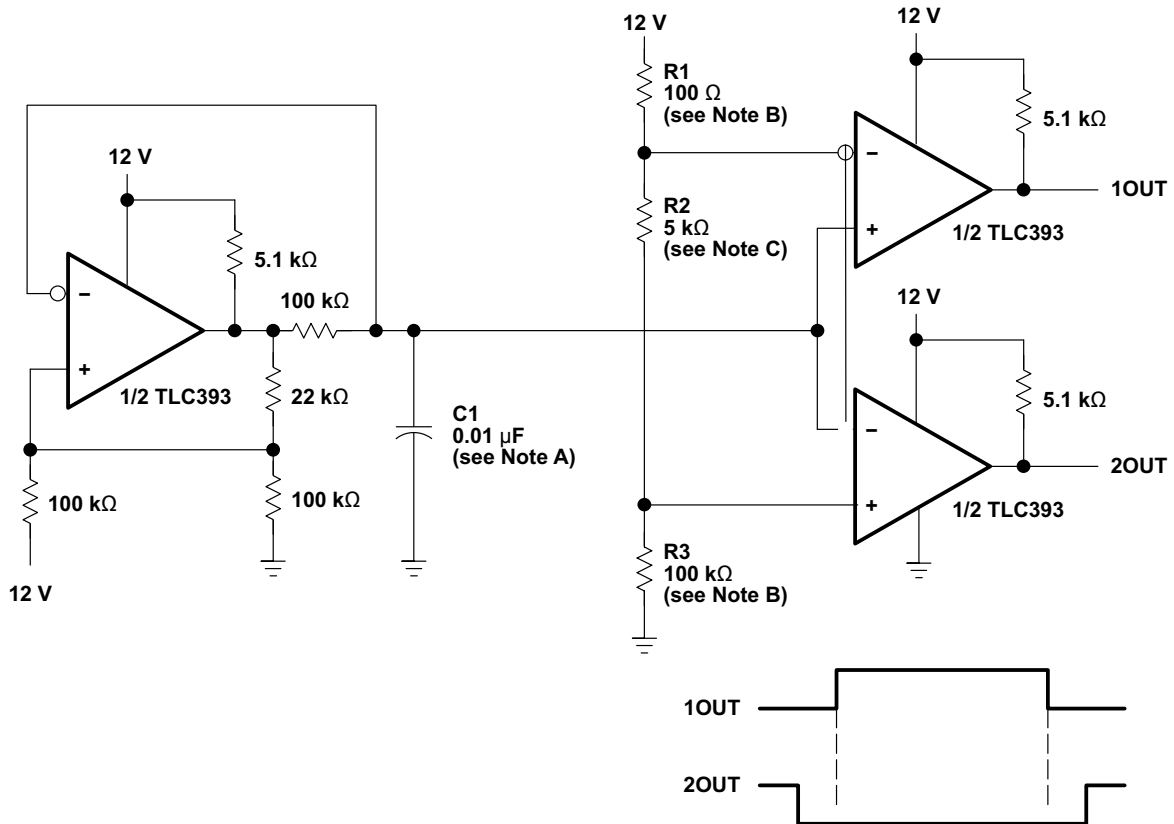 12 V
12 V
R1
100 Ω
(see Note B)
5.1 kΩ
−
+
1OUT
1/2 TLC393
12 V
5.1 kΩ
−
+
1/2 TLC393
100 kΩ
22 kΩ
100 kΩ
100 kΩ
12 V
C1
0.01 µF
(see Note A)
R2
5 kΩ
(see Note C)
12 V
5.1 kΩ
−
+
2OUT
1/2 TLC393
R3
100 kΩ
(see Note B)
1OUT
2OUT